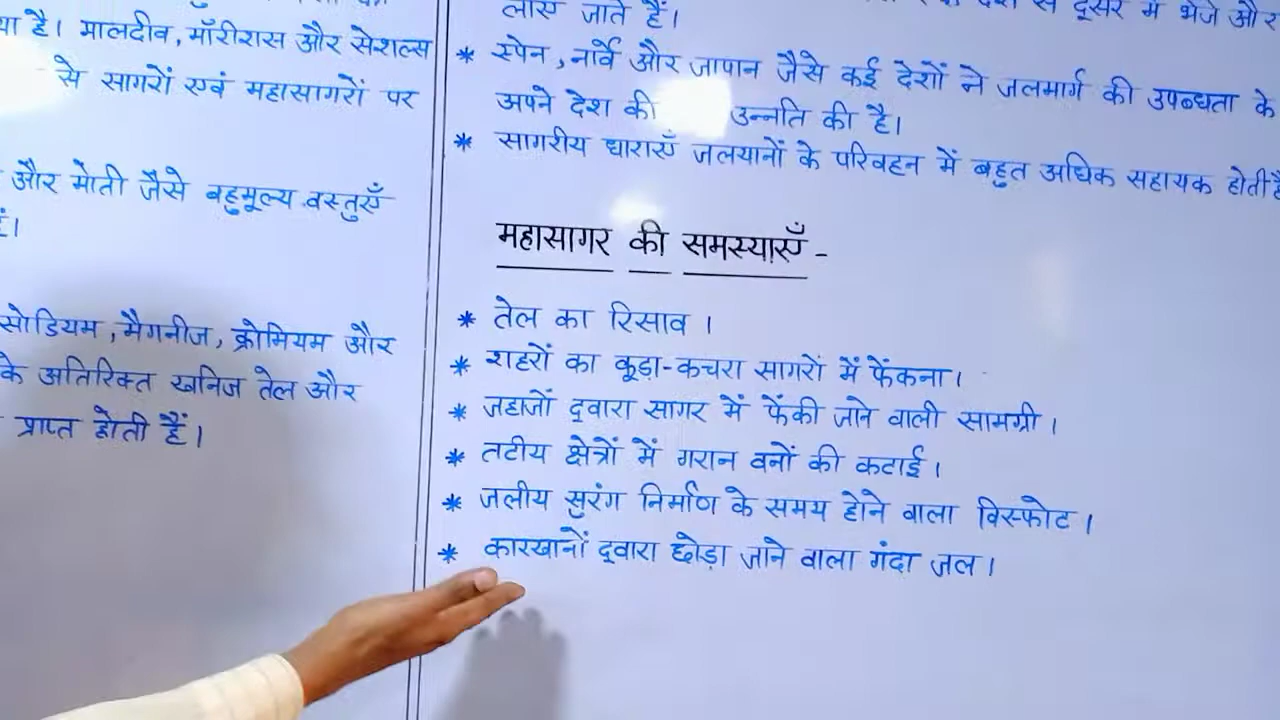 या है। मालदीव, मॉरीशस और सेशल्स
से सागरों एवं महासागरों पर
और मोती जैसे बहुमूल्य वस्तुएँ
सोडियम, मैगनीज, क्रोमियम और
के अतिरिक्त खनिज तेल और
प्राप्त होती हैं।
लाए जाते हैं।
* स्पेन, नार्वे और जापान जैसे कई देशों ने जलमार्ग की उपब्धता के
अपने देश की उन्नति की है।
* सागरीय धाराएँ जलयानों के परिवहन में बहुत अधिक सहायक होती है
महासागर की समस्याएँ -
* तेल का रिसाव ।
* शहरों का कूड़ा-कचरा सागरों में फेंकना ।
* जहाजों द्वारा सागर में फेंकी जाने वाली सामग्री ।
* तटीय क्षेत्रों में गरान वनों की कटाई ।
* जलीय सुरंग निर्माण के समय होने वाला विस्फोट ।
* कारखानों द्वारा छोड़ा जाने वाला गंदा जल ।